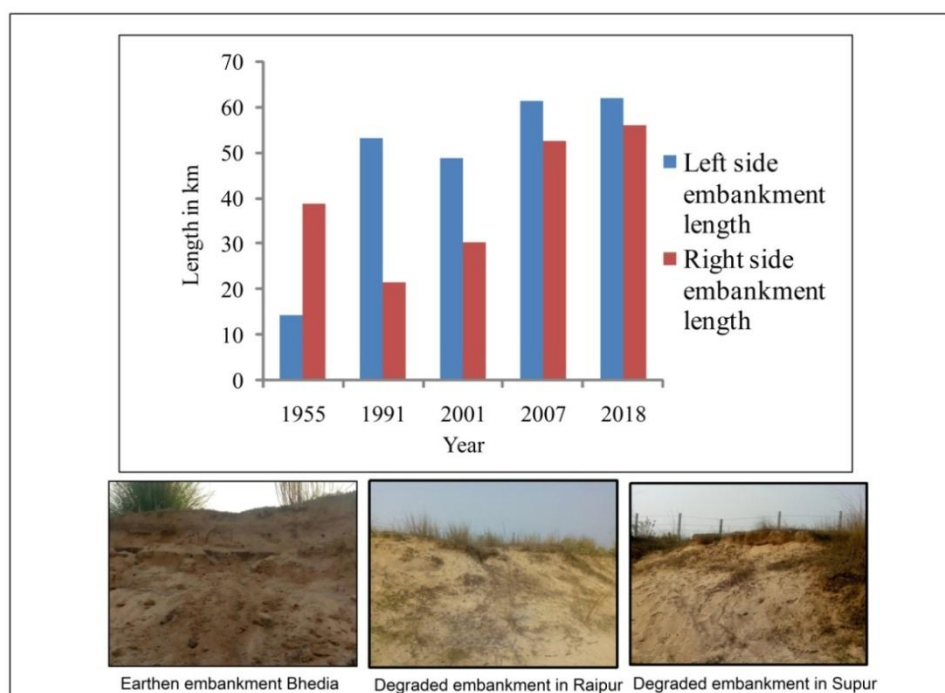 70
60
50
40
30
20
10
0
Length in km
1955 1991 2001 2007 2018
Year
Left side
embankment
length
Right side
embankment
length
Earthen embankment Bhedia
Degraded embankment in Raipur
Degraded embankment in Supur